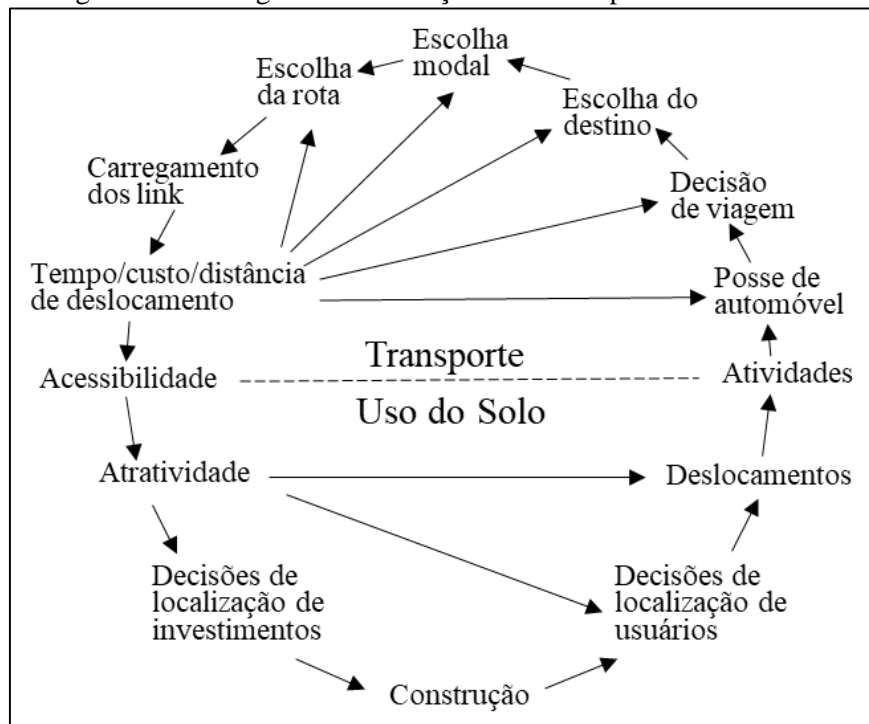 Escolha
modal
Escolha
da rota
Escolha do
destino
Carregamento
dos link
Decisão
de viagem
Tempo/custo/distância
de deslocamento
Posse de
automóvel
Transporte
Acessibilidade
Atividades
Uso do Solo
Atratividade
Deslocamentos
Decisões de
localização de
investimentos
Decisões de
localização de
usuários
Construção